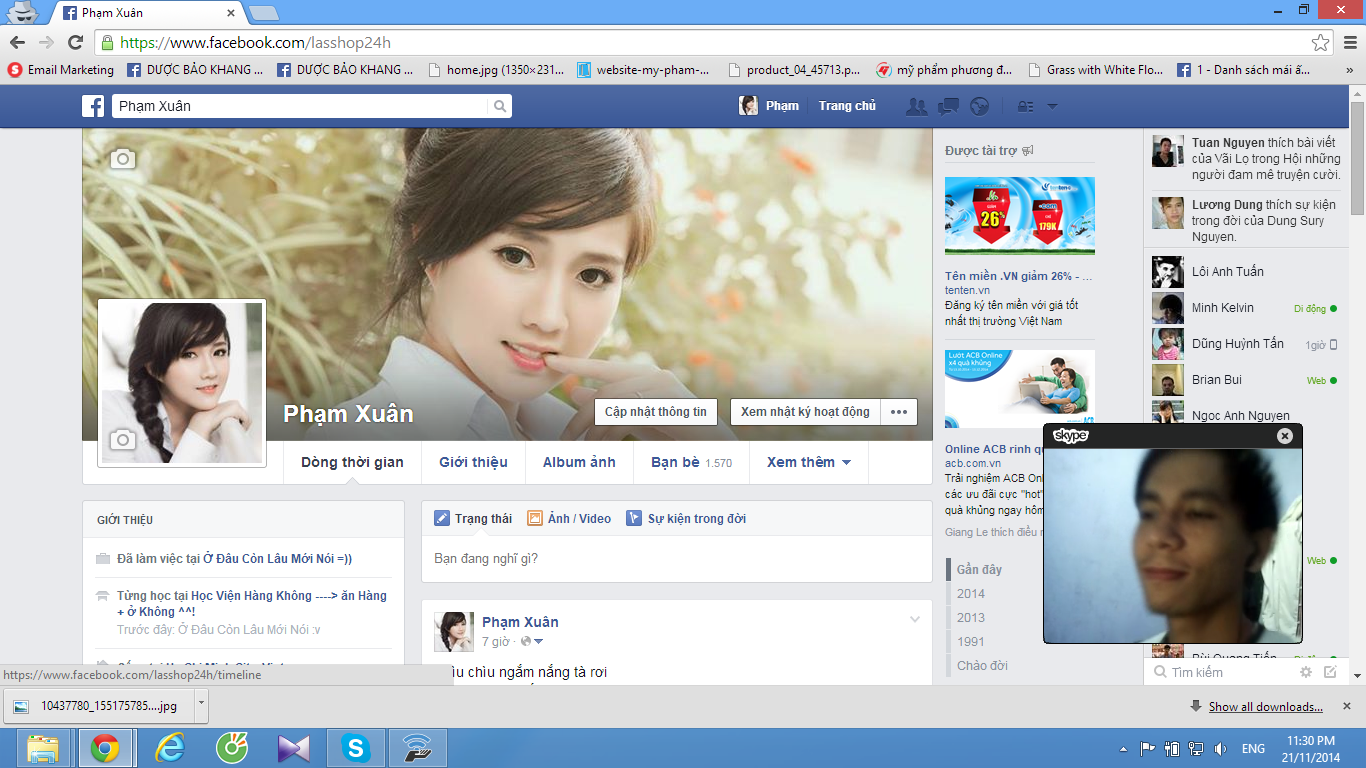 Phạm Xuân
https://www.facebook.com/lasshop24h
Email Marketing
DƯỢC BẢO KHANG ...
DƯỢC BẢO KHANG ...
home.jpg (1350×231...
website-my-pham-...
product_04_45713.p...
mỹ phẩm phương đ...
Grass with White Flo...
1 - Danh sách mái ấ...
»
Phạm Xuân
Phạm
Trang chủ
Phạm Xuân
Cập nhật thông tin
Xem nhật ký hoạt động
Dòng thời gian
Giới thiệu
Album ảnh
Bạn bè 1.570
Xem thêm
GIỚI THIỆU
Đã làm việc tại Ở Đâu Còn Lâu Mới Nói =))
Từng học tại Học Viện Hàng Không ----> ăn Hàng
+ ở Không ^^!
Trước đây: Ở Đâu Còn Lâu Mới Nói :v
Trạng thái
Ảnh / Video
Sự kiện trong đời
Bạn đang nghĩ gì?
Phạm Xuân
7 giờ ·
ìu chìu ngắm nắng tà rơi
Được tài trợ
tenten
GIẢM
26%
.com
CHỈ
179K
Tên miền .VN giảm 26% - ...
tenten.vn
Đăng ký tên miền với giá tốt
nhất thị trường Việt Nam
Lướt ACB Online
x4 quà khủng
Online ACB rinh q
acb.com.vn
Trải nghiệm ACB Onl
các ưu đãi cực "hot"
quà khủng ngay hôm
Giang Le thích điều n
Gần đây
2014
2013
1991
Chào đời
Tuan Nguyen thích bài viết
của Vãi Lọ trong Hội những
người đam mê truyện cười.
Lương Dung thích sự kiện
trong đời của Dung Sury
Nguyen.
Lôi Anh Tuấn
Minh Kelvin
Di động
Dũng Huỳnh Tấn
1giờ
Brian Bui
Web
Ngọc Anh Nguyen
skype
Web
Bùi Quang Tiến
Di động
Tìm kiếm
https://www.facebook.com/lasshop24h/timeline
10437780_155175785....jpg
Show all downloads...
ENG
11:30 PM
21/11/2014